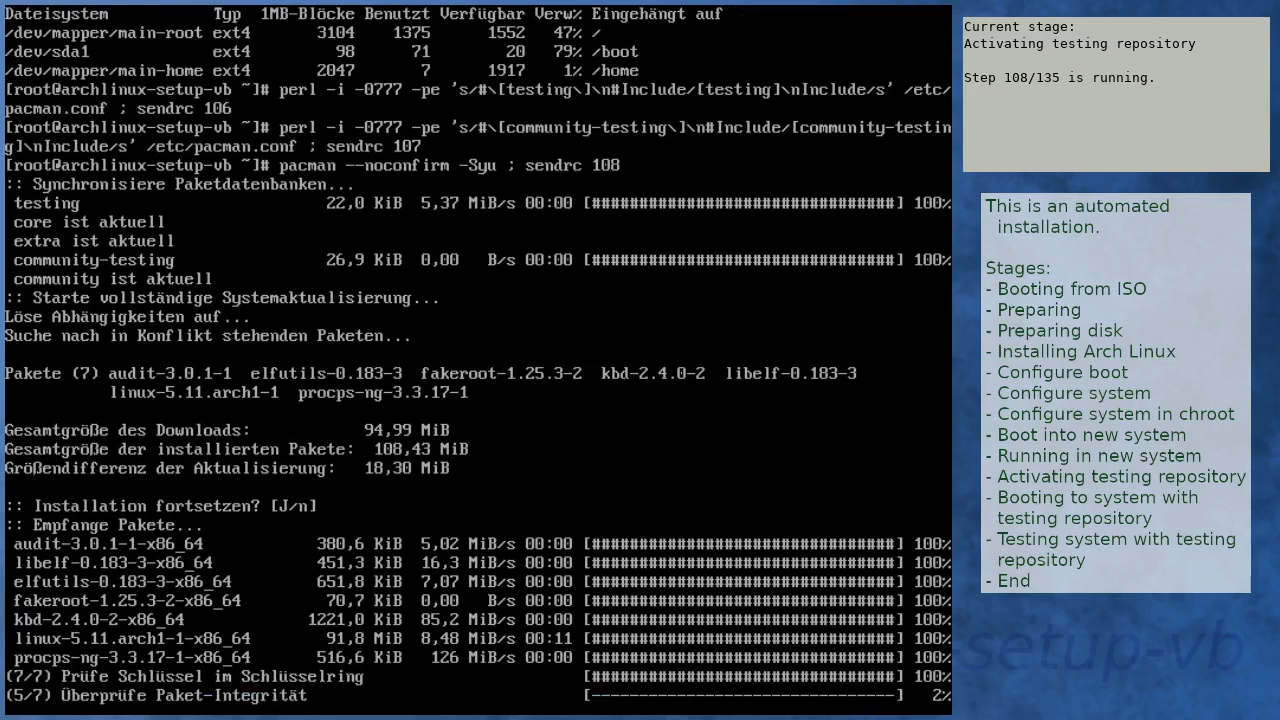 Dateisystem           Typ  1MB-Blöcke Benutzt Verfügbar Verw% Eingehängt auf
/dev/mapper/main-root ext4       3104    1375      1552   47% /
/dev/sda1             ext4         98      71        20   79% /boot
/dev/mapper/main-home ext4       2047       7      1917    1% /home
[root@archlinux-setup-vb ~]# perl -i -0777 -pe 's/#\[testing\]\n#Include/[testing]\nInclude/s' /etc/
pacman.conf ; sendrc 106
[root@archlinux-setup-vb ~]# perl -i -0777 -pe 's/#\[community-testing\]\n#Include/[community-testin
g]\nInclude/s' /etc/pacman.conf ; sendrc 107
[root@archlinux-setup-vb ~]# pacman --noconfirm -Syu ; sendrc 108
:: Synchronisiere Paketdatenbanken...
 testing                          22,0 KiB  5,37 MiB/s 00:00 [################################] 100%
 core ist aktuell
 extra ist aktuell
 community-testing                26,9 KiB  0,00   B/s 00:00 [################################] 100%
 community ist aktuell
:: Starte vollständige Systemaktualisierung...
Löse Abhängigkeiten auf...
Suche nach in Konflikt stehenden Paketen...
Pakete (7) audit-3.0.1-1  elfutils-0.183-3  fakeroot-1.25.3-2  kbd-2.4.0-2  libelf-0.183-3
           linux-5.11.arch1-1  procps-ng-3.3.17-1
Gesamtgröße des Downloads:            94,99 MiB
Gesamtgröße der installierten Pakete:  108,43 MiB
Größendifferenz der Aktualisierung:   18,30 MiB
:: Installation fortsetzen? [J/n]
:: Empfange Pakete...
 audit-3.0.1-1-x86_64            380,6 KiB  5,02 MiB/s 00:00 [################################] 100%
 libelf-0.183-3-x86_64           451,3 KiB  16,3 MiB/s 00:00 [################################] 100%
 elfutils-0.183-3-x86_64         651,8 KiB  7,07 MiB/s 00:00 [################################] 100%
 fakeroot-1.25.3-2-x86_64         70,7 KiB  0,00   B/s 00:00 [################################] 100%
 kbd-2.4.0-2-x86_64             1221,0 KiB  85,2 MiB/s 00:00 [################################] 100%
 linux-5.11.arch1-1-x86_64        91,8 MiB  8,48 MiB/s 00:11 [################################] 100%
 procps-ng-3.3.17-1-x86_64       516,6 KiB   126 MiB/s 00:00 [################################] 100%
(7/7) Prüfe Schlüssel im Schlüsselring                       [################################] 100%
(5/7) Überprüfe Paket-Integrität                             [--------------------------------]   2%
Current stage:
Activating testing repository
Step 108/135 is running.
This is an automated
installation.
Stages:
- Booting from ISO
- Preparing
- Preparing disk
- Installing Arch Linux
- Configure boot
- Configure system
- Configure system in chroot
- Boot into new system
- Running in new system
- Activating testing repository
- Booting to system with
testing repository
- Testing system with testing
repository
- End
setup-vb